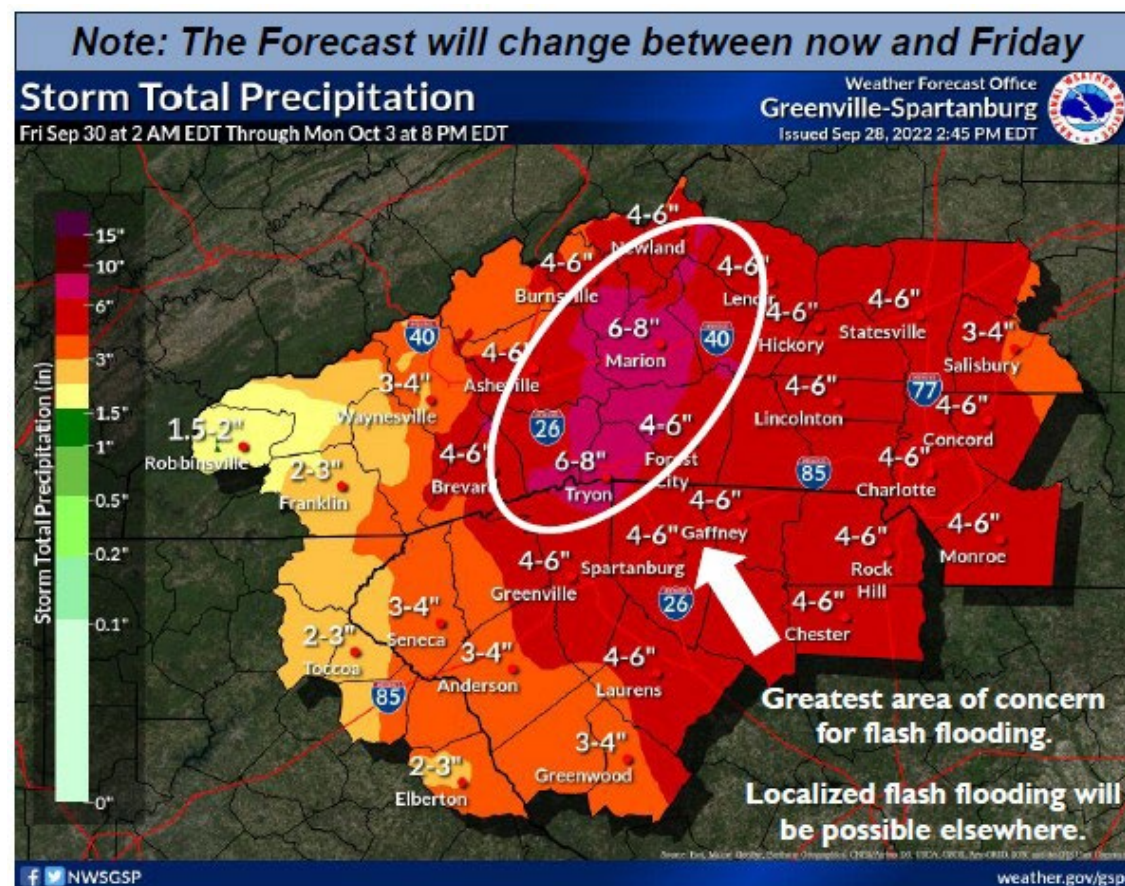 Note: The Forecast will change between now and Friday
Storm Total Precipitation
Fri Sep 30 at 2 AM EDT Through Mon Oct 3 at 8 PM EDT
Weather Forecast Office
Greenville-Spartanburg
Issued Sep 28, 2022 2:45 PM EDT
Storm Total Precipitation (in)
15"
10"
6"
3"
1.5"
1"
0.5"
0.2"
0.1"
0"
4-6"
Newland
4-6"
Burnsville
4-6"
Lenoir
6-8"
Marion
4-6"
Hickory
4-6"
Statesville
3-4"
Salisbury
40
40
4-6"
Asheville
3-4"
Waynesville
77
4-6"
Lincolnton
4-6"
Concord
1.5-2"
Robbinsville
26
4-6"
Forest
City
2-3"
Franklin
4-6"
Brevard
6-8"
Tryon
85
4-6"
Charlotte
4-6"
Gaffney
4-6"
Spartanburg
4-6"
Rock
Hill
4-6"
Monroe
4-6"
Greenville
26
4-6"
Chester
3-4"
Seneca
2-3"
Toccoa
3-4"
Anderson
4-6"
Laurens
85
3-4"
Greenwood
2-3"
Elberton
Greatest area of concern
for flash flooding.
Localized flash flooding will
be possible elsewhere.
NWSGSP
weather.gov/gsp